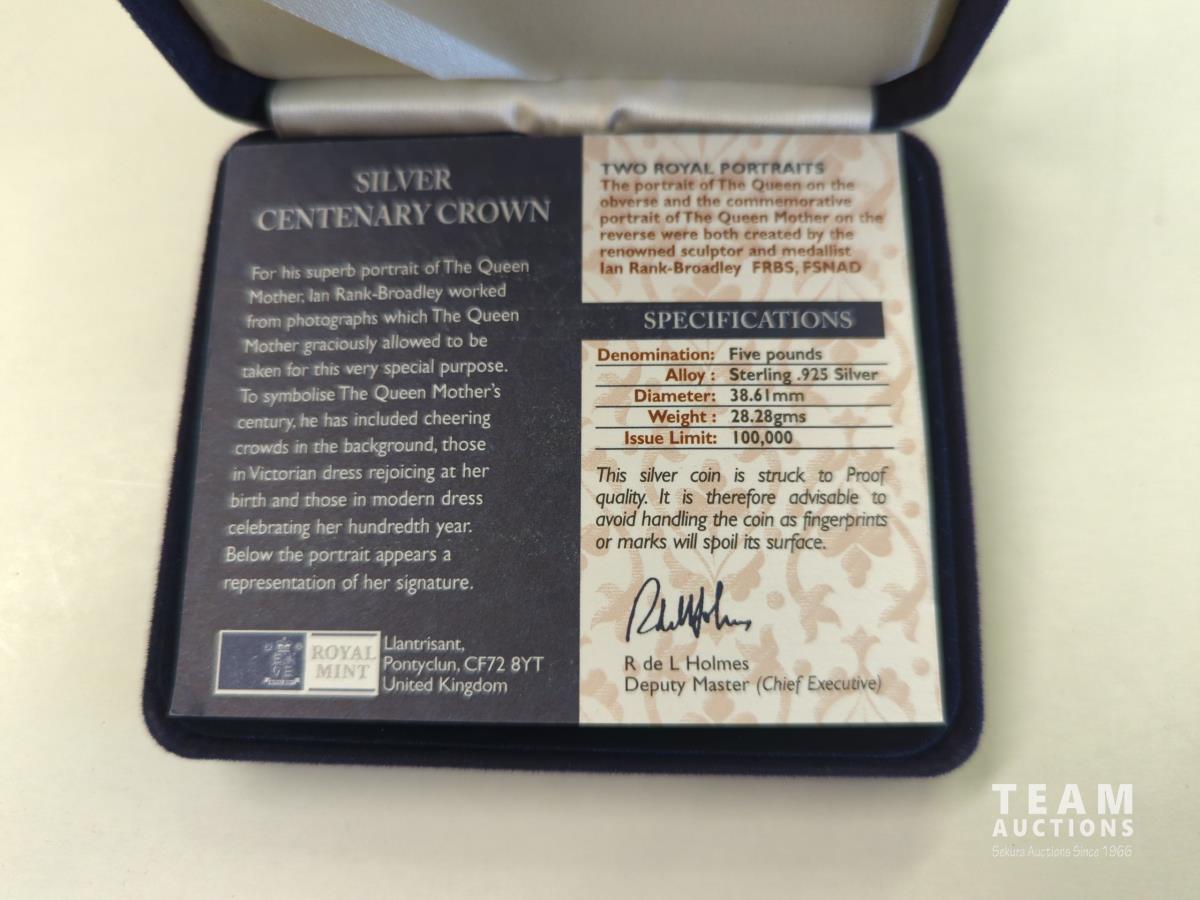 SILVER
CENTENARY CROWN
For his superb portrait of The Queen
Mother, Ian Rank-Broadley worked
from photographs which The Queen
Mother graciously allowed to be
taken for this very special purpose.
To symbolise The Queen Mother's
century, he has included cheering
crowds in the background, those
in Victorian dress rejoicing at her
birth and those in modern dress
celebrating her hundredth year.
Below the portrait appears a
representation of her signature.
ROYAL
MINT
Llantrisant,
Pontyclun, CF72 8YT
United Kingdom
TWO ROYAL PORTRAITS
The portrait of The Queen on the
obverse and the commemorative
portrait of The Queen Mother on the
reverse were both created by the
renowned sculptor and medallist
Ian Rank-Broadley FRBS, FSNAD
SPECIFICATIONS
Denomination: Five pounds
Alloy : Sterling .925 Silver
Diameter: 38.61mm
Weight : 28.28gms
Issue Limit: 100,000
This silver coin is struck to Proof
quality. It is therefore advisable to
avoid handling the coin as fingerprints
or marks will spoil its surface.
R de L Holmes
Deputy Master (Chief Executive)
TEAM
AUCTIONS
Sekura Auctions Since 1966